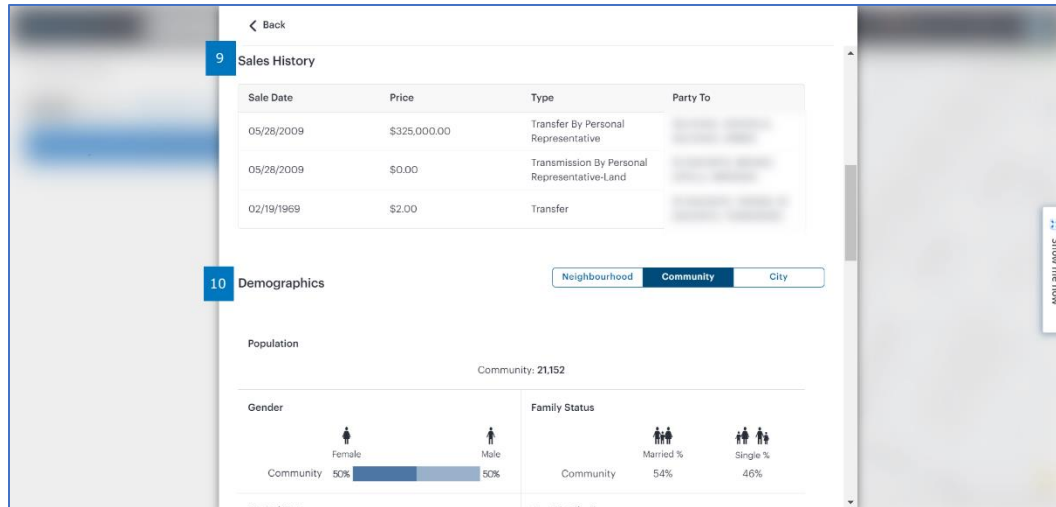 Back
9 Sales History
Sale Date Price Type Party To
05/28/2009 $325,000.00 Transfer By Personal
Representative
05/28/2009 $0.00 Transmission By Personal
Representative-Land
02/19/1969 $2.00 Transfer
10 Demographics Neighbourhood Community City
Population
Community: 21,152
Gender Family Status
Female Male Married % Single %
Community 50% 50% Community 54% 46%
Show me how